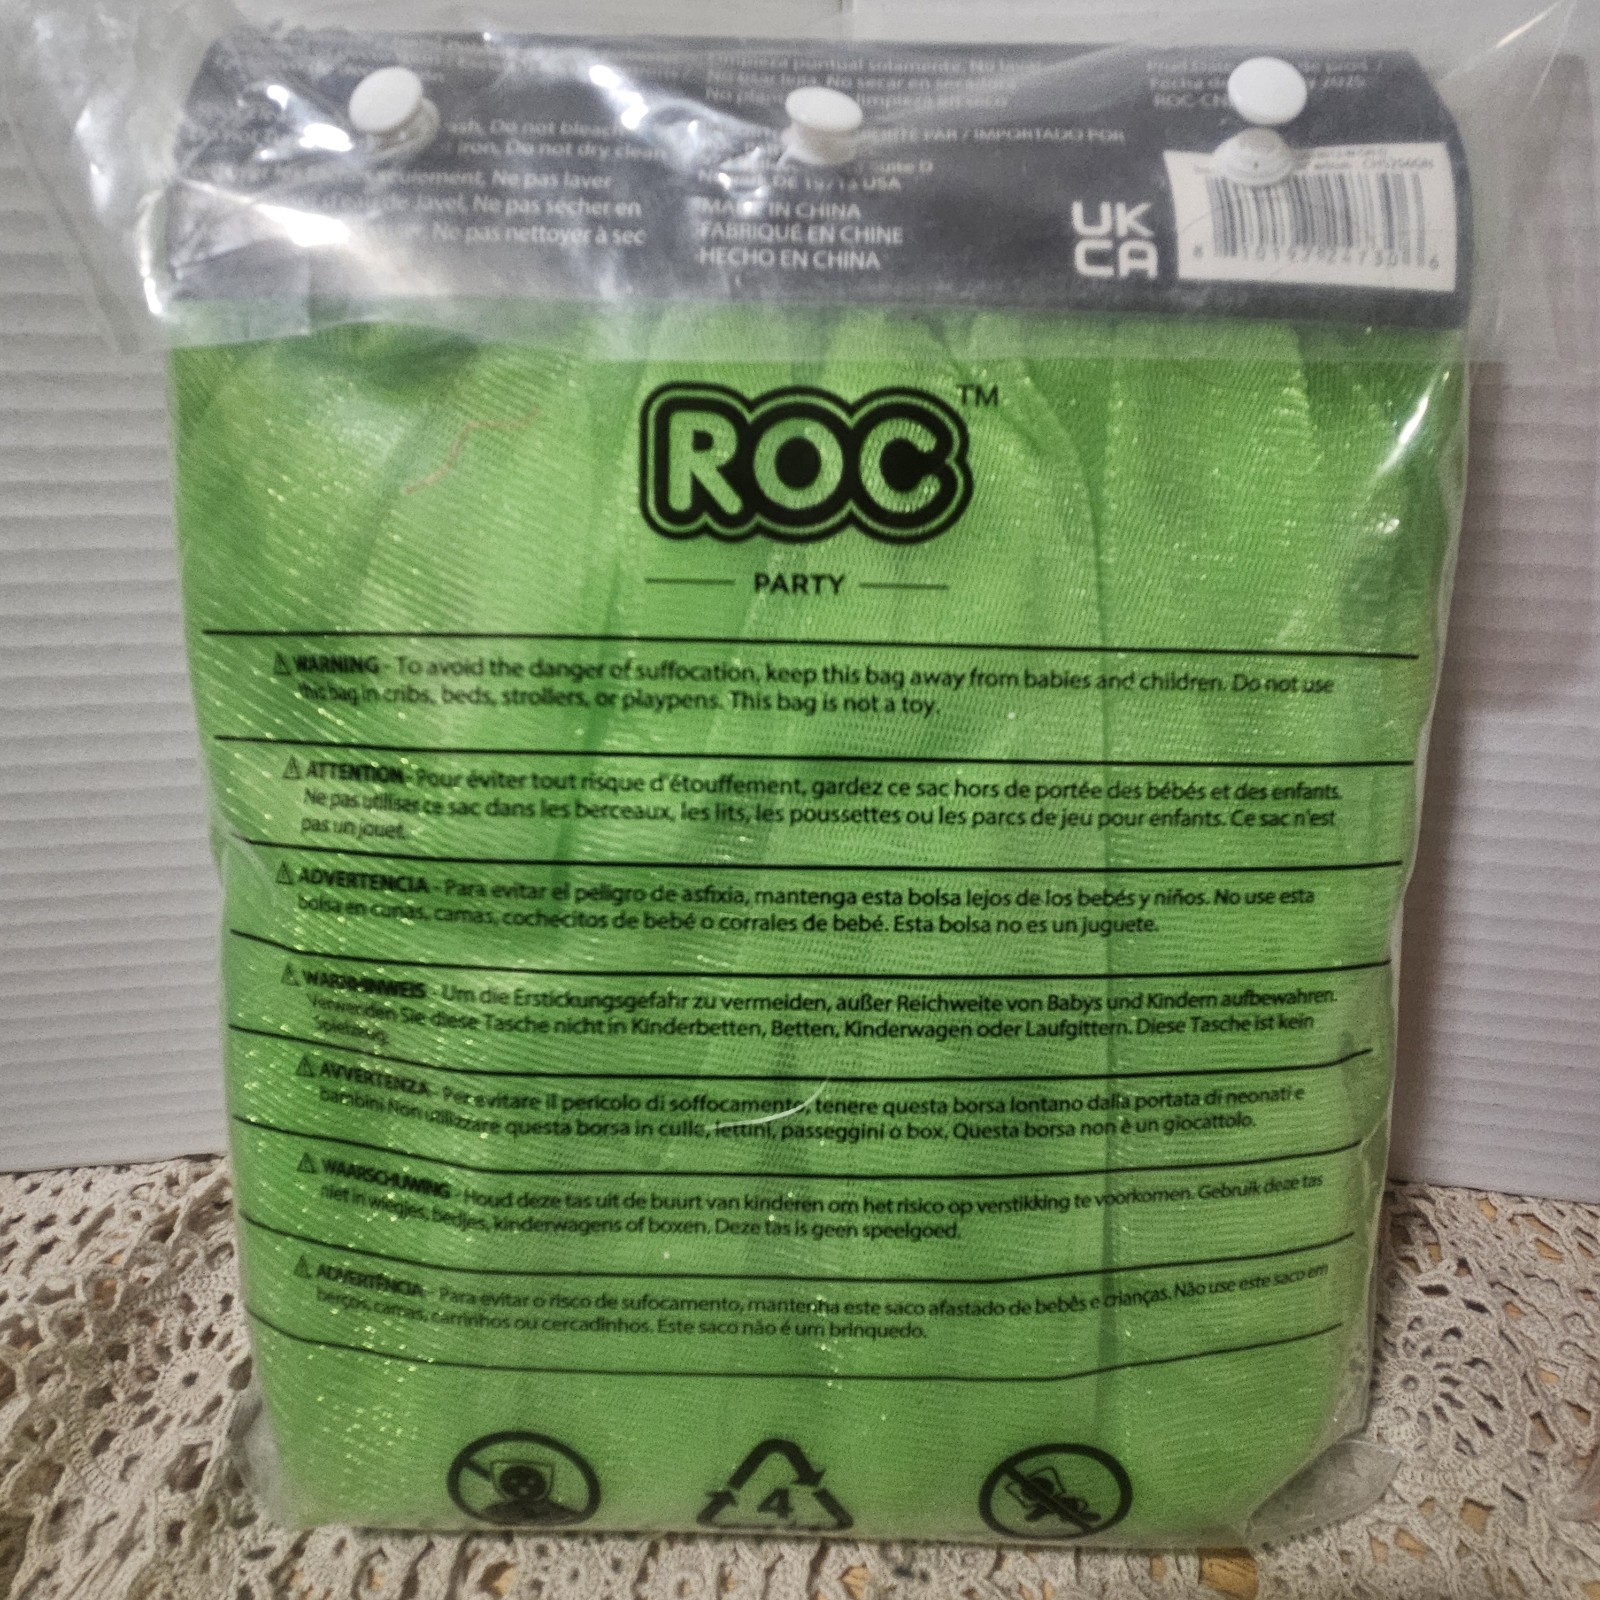 Limpieza puntual solamente. No
No usar lejía. No secar en
limpieza en seco
2025
ROC-CH
Do not bleach
iron. Do not dry clean
PAR / IMPORTADO POR
Suite D
Ne pas laver
DE 19713 USA
d'eau de Javel. Ne pas sécher en
Ne pas nettoyer à sec
MADE IN CHINA
FABRIQUÉ EN CHINE
HECHO EN CHINA
UK
CA
ROC™
PARTY
⚠ WARNING - To avoid the danger of suffocation, keep this bag away from babies and children. Do not use
this bag in cribs, beds, strollers, or playpens. This bag is not a toy.
⚠ ATTENTION - Pour éviter tout risque d'étouffement, gardez ce sac hors de portée des bébés et des enfants.
Ne pas utiliser ce sac dans les berceaux, les lits, les poussettes ou les parcs de jeu pour enfants. Ce sac n'est
pas un jouet.
⚠ ADVERTENCIA - Para evitar el peligro de asfixia, mantenga esta bolsa lejos de los bebés y niños. No use esta
bolsa en cunas, camas, cochecitos de bebé o corrales de bebé. Esta bolsa no es un juguete.
⚠ WARNHINWEIS - Um die Erstickungsgefahr zu vermeiden, außer Reichweite von Babys und Kindern aufbewahren.
Verwenden Sie diese Tasche nicht in Kinderbetten, Betten, Kinderwagen oder Laufgittern. Diese Tasche ist kein
Spielzeug.
⚠ AVVERTENZA - Per evitare il pericolo di soffocamento, tenere questa borsa lontano dalla portata di neonati e
bambini Non utilizzare questa borsa in culle, lettini, passeggini o box. Questa borsa non è un giocattolo.
⚠ WAARSCHUWING - Houd deze tas uit de buurt van kinderen om het risico op verstikking te voorkomen. Gebruik deze tas
niet in wiegjes, bedjes, kinderwagens of boxen. Deze tas is geen speelgoed.
⚠ ADVERTÊNCIA - Para evitar o risco de sufocamento, mantenha este saco afastado de bebês e crianças. Não use este saco em
berços, camas, carrinhos ou cercadinhos. Este saco não é um brinquedo.
4